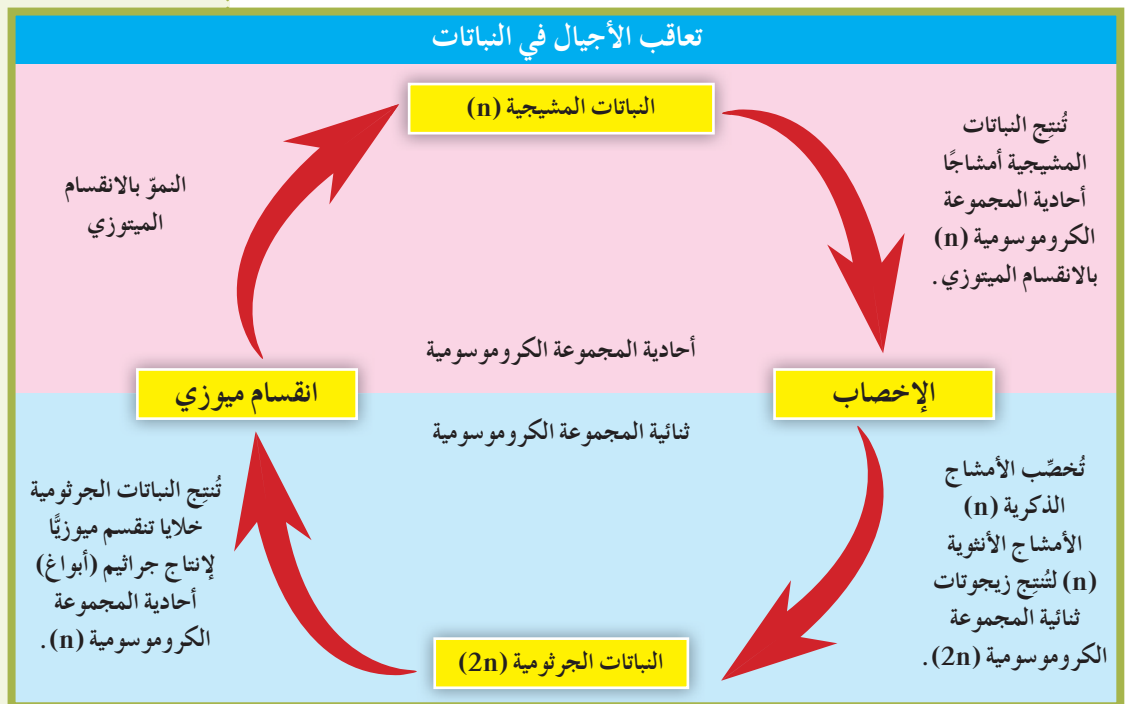 تعاقب الأجيال في النباتات
النباتات المشيجية (n)
تُنتِج النباتات
المشيجية أمشاجًا
أحادية المجموعة
الكروموسومية (n)
بالانقسام الميتوزي.
النموّ بالانقسام
الميتوزي
أحادية المجموعة الكروموسومية
الإخصاب
انقسام ميوزي
ثنائية المجموعة الكروموسومية
تُخصِّب الأمشاج
الذكرية (n)
الأمشاج الأنثوية
(n) لتُنتِج زيجوتات
ثنائية المجموعة
الكروموسومية (2n).
تُنتِج النباتات الجرثومية
خلايا تنقسم ميوزيًّا
لإنتاج جراثيم (أبواغ)
أحادية المجموعة
الكروموسومية (n).
النباتات الجرثومية (2n)